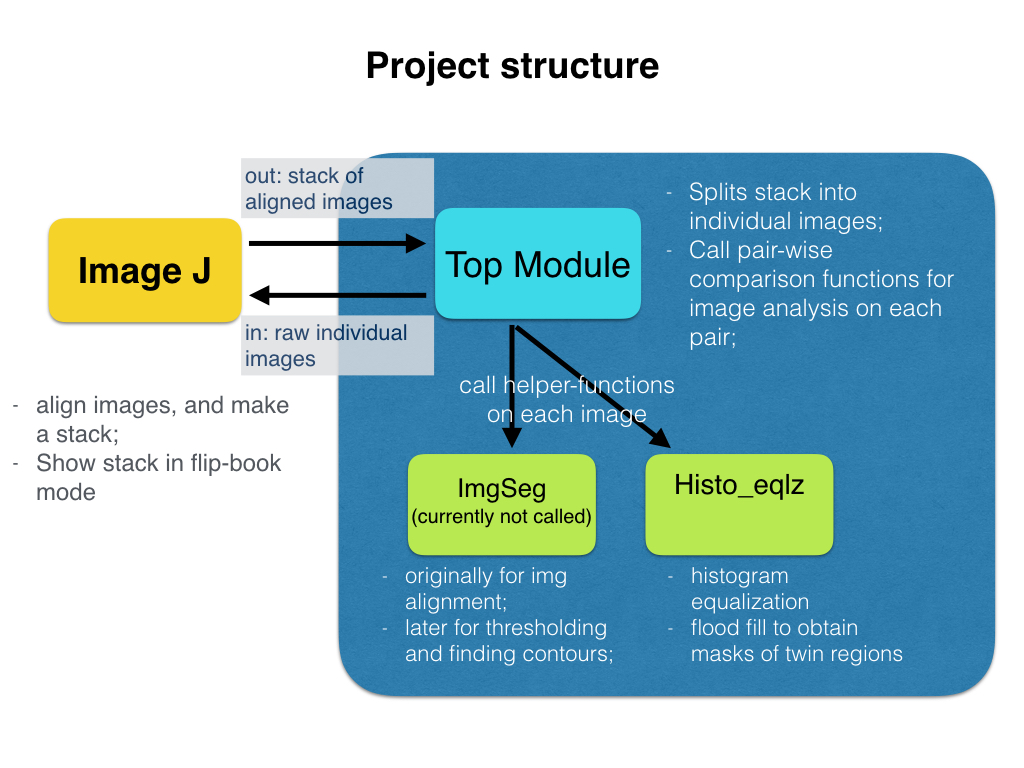 Project structure
out: stack of
aligned images
Image J
Top Module
- Splits stack into
individual images;
- Call pair-wise
comparison functions for
image analysis on each
pair;
in: raw individual
images
- align images, and make
a stack;
- Show stack in flip-book
mode
call helper-functions
on each image
ImgSeg
(currently not called)
Histo_eqlz
- originally for img
alignment;
- later for thresholding
and finding contours;
- histogram
equalization
- flood fill to obtain
masks of twin regions